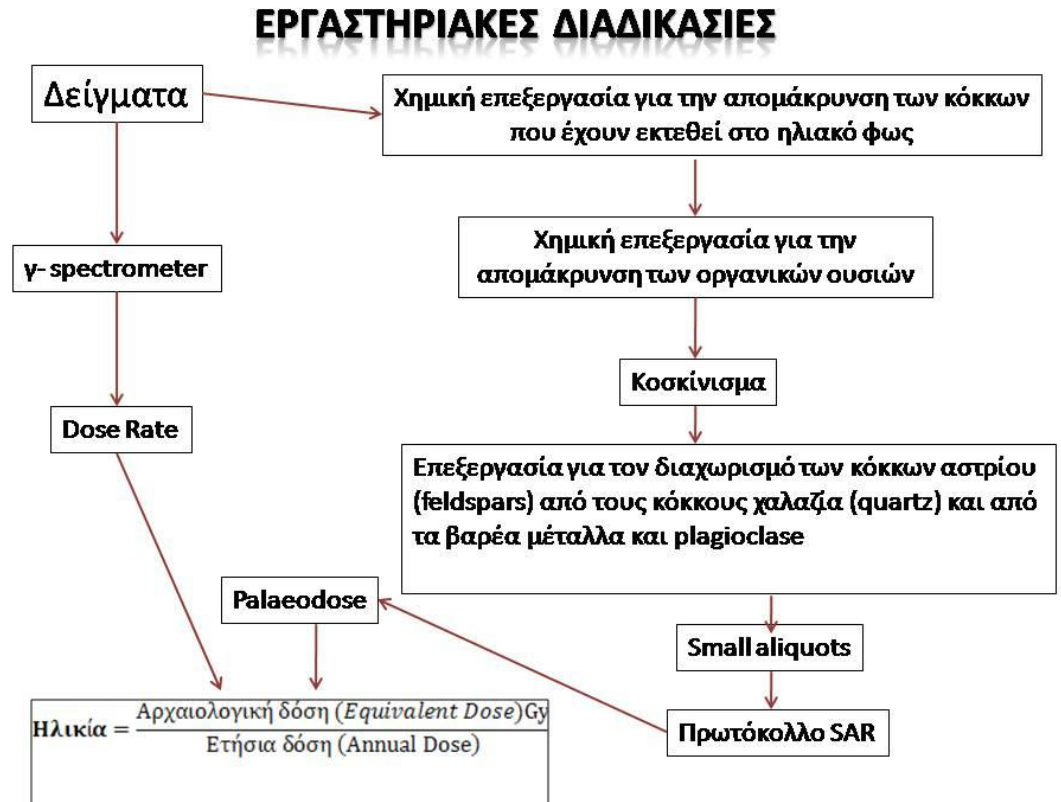 ΕΡΓΑΣΤΗΡΙΑΚΕΣ ΔΙΑΔΙΚΑΣΙΕΣ
Δείγματα
Χημική επεξεργασία για την απομάκρυνση των κόκκων
που έχουν εκτεθεί στο ηλιακό φως
Χημική επεξεργασία για την
απομάκρυνση των οργανικών ουσιών
γ- spectrometer
Κοσκίνισμα
Dose Rate
Επεξεργασία για τον διαχωρισμό των κόκκων αστρίου
(feldspars) από τους κόκκους χαλαζία (quartz) και από
τα βαρέα μέταλλα και plagioclase
Palaeodose
Small aliquots
Πρωτόκολλο SAR
Ηλικία = Αρχαιολογική δόση (Equivalent Dose)Gy
Ετήσια δόση (Annual Dose)